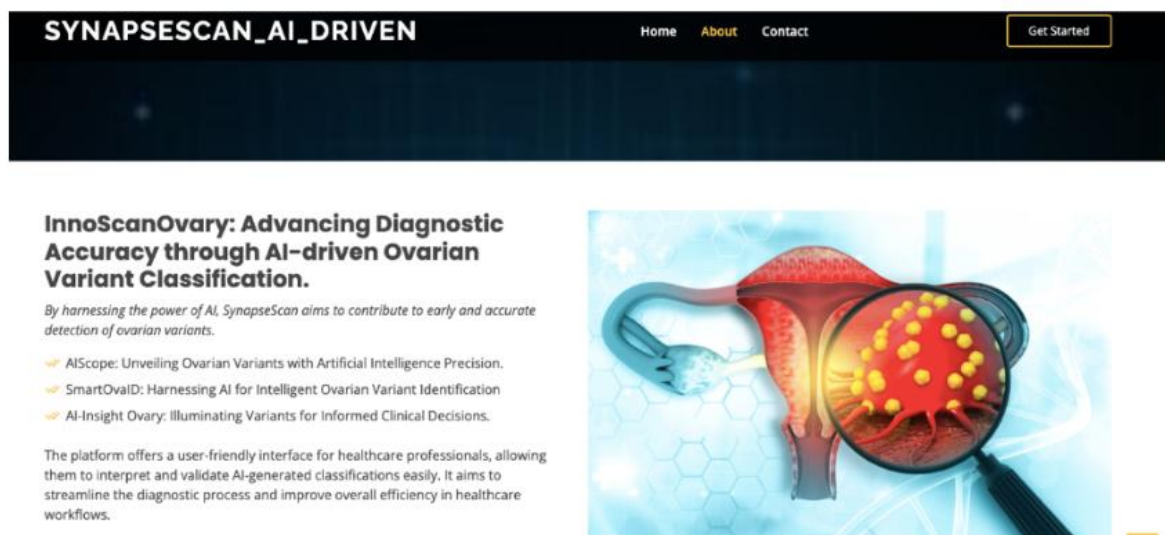 SYNAPSESCAN_AI_DRIVEN
Home About Contact
Get Started
InnoScanOvary: Advancing Diagnostic
Accuracy through AI-driven Ovarian
Variant Classification.
By harnessing the power of AI, SynapseScan aims to contribute to early and accurate
detection of ovarian variants.
AIScope: Unveiling Ovarian Variants with Artificial Intelligence Precision.
SmartOvaID: Harnessing AI for Intelligent Ovarian Variant Identification
AI-Insight Ovary: Illuminating Variants for Informed Clinical Decisions.
The platform offers a user-friendly interface for healthcare professionals, allowing
them to interpret and validate AI-generated classifications easily. It aims to
streamline the diagnostic process and improve overall efficiency in healthcare
workflows.